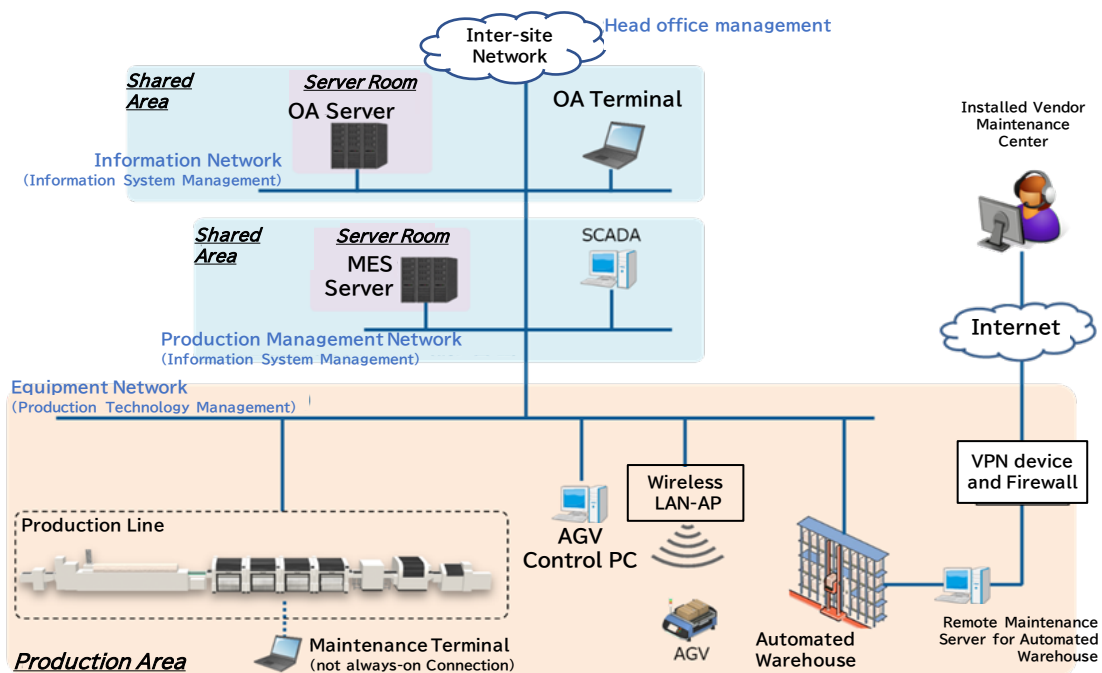 Inter-site
Network
Head office management
Shared
Area
Server Room
OA Server
OA Terminal
Information Network
(Information System Management)
Installed Vendor
Maintenance
Center
Shared
Area
Server Room
MES
Server
SCADA
Production Management Network
(Information System Management)
Internet
Equipment Network
(Production Technology Management)
VPN device
and Firewall
Wireless
LAN-AP
Production Line
AGV
Control PC
Maintenance Terminal
(not always-on Connection)
AGV
Automated
Warehouse
Remote Maintenance
Server for Automated
Warehouse
Production Area